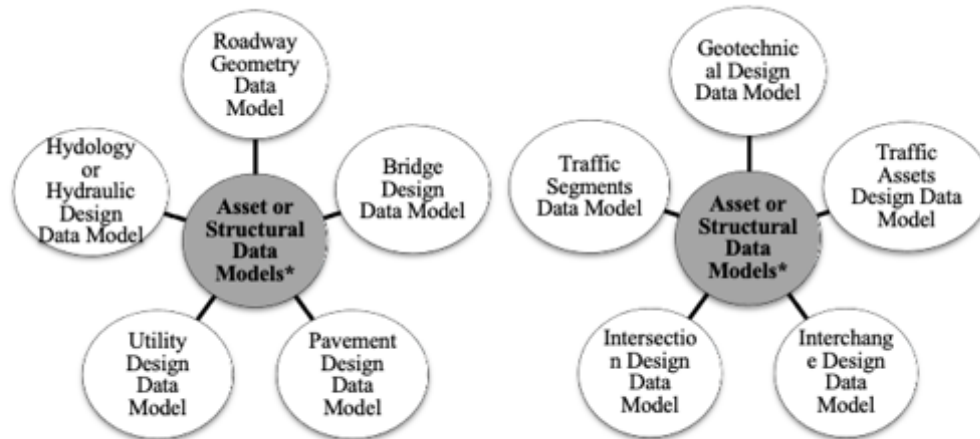 Roadway
Geometry
Data
Model
Hydology
or
Hydraulic
Design
Data Model
Bridge
Design
Data Model
Asset or
Structural
Data
Models*
Utility
Design
Data
Model
Pavement
Design
Data
Model
Geotechnic
al Design
Data Model
Traffic
Segments
Data Model
Traffic
Assets
Design Data
Model
Asset or
Structural
Data
Models*
Intersectio
n Design
Data
Model
Interchang
e Design
Data
Model